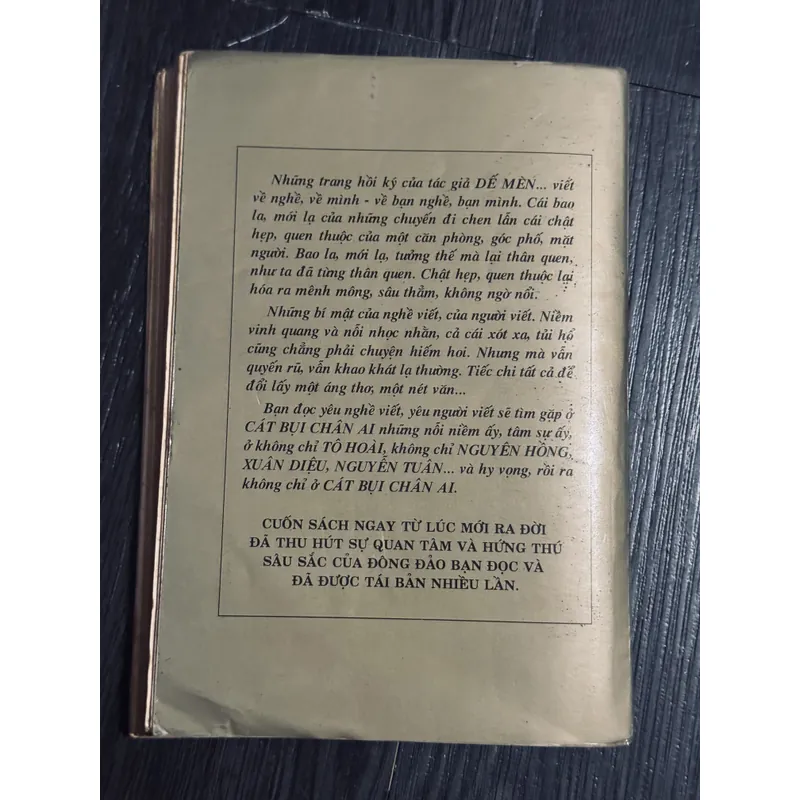 Những trang hồi ký của tác giả DẾ MÈN... viết
về nghề, về mình - về bạn nghề, bạn mình. Cái bao
la, mới lạ của những chuyến đi chen lẫn cái chật
hẹp, quen thuộc của một căn phòng, góc phố, mặt
người. Bao la, mới lạ, tưởng thế mà lại thân quen,
như ta đã từng thân quen. Chật hẹp, quen thuộc lại
hóa ra mênh mông, sâu thẳm, không ngờ nổi.
Những bí mật của nghề viết, của người viết. Niềm
vinh quang và nỗi nhọc nhằn, cả cái xót xa, tủi hổ
cũng chẳng phải chuyện hiếm hoi. Nhưng mà vẫn
quyến rũ, vẫn khao khát lạ thường. Tiếc chi tất cả để
đổi lấy một áng thơ, một nét văn...
Bạn đọc yêu nghề viết, yêu người viết sẽ tìm gặp ở
CÁT BỤI CHÂN AI những nỗi niềm ấy, tâm sự ấy,
ở không chỉ TÔ HOÀI, không chỉ NGUYÊN HỒNG,
XUÂN DIỆU, NGUYỄN TUÂN... và hy vọng, rồi ra
không chỉ ở CÁT BỤI CHÂN AI.
CUỐN SÁCH NGAY TỪ LÚC MỚI RA ĐỜI
ĐÃ THU HÚT SỰ QUAN TÂM VÀ HỨNG THÚ
SÂU SẮC CỦA ĐÔNG ĐẢO BẠN ĐỌC VÀ
ĐÃ ĐƯỢC TÁI BẢN NHIỀU LẦN.